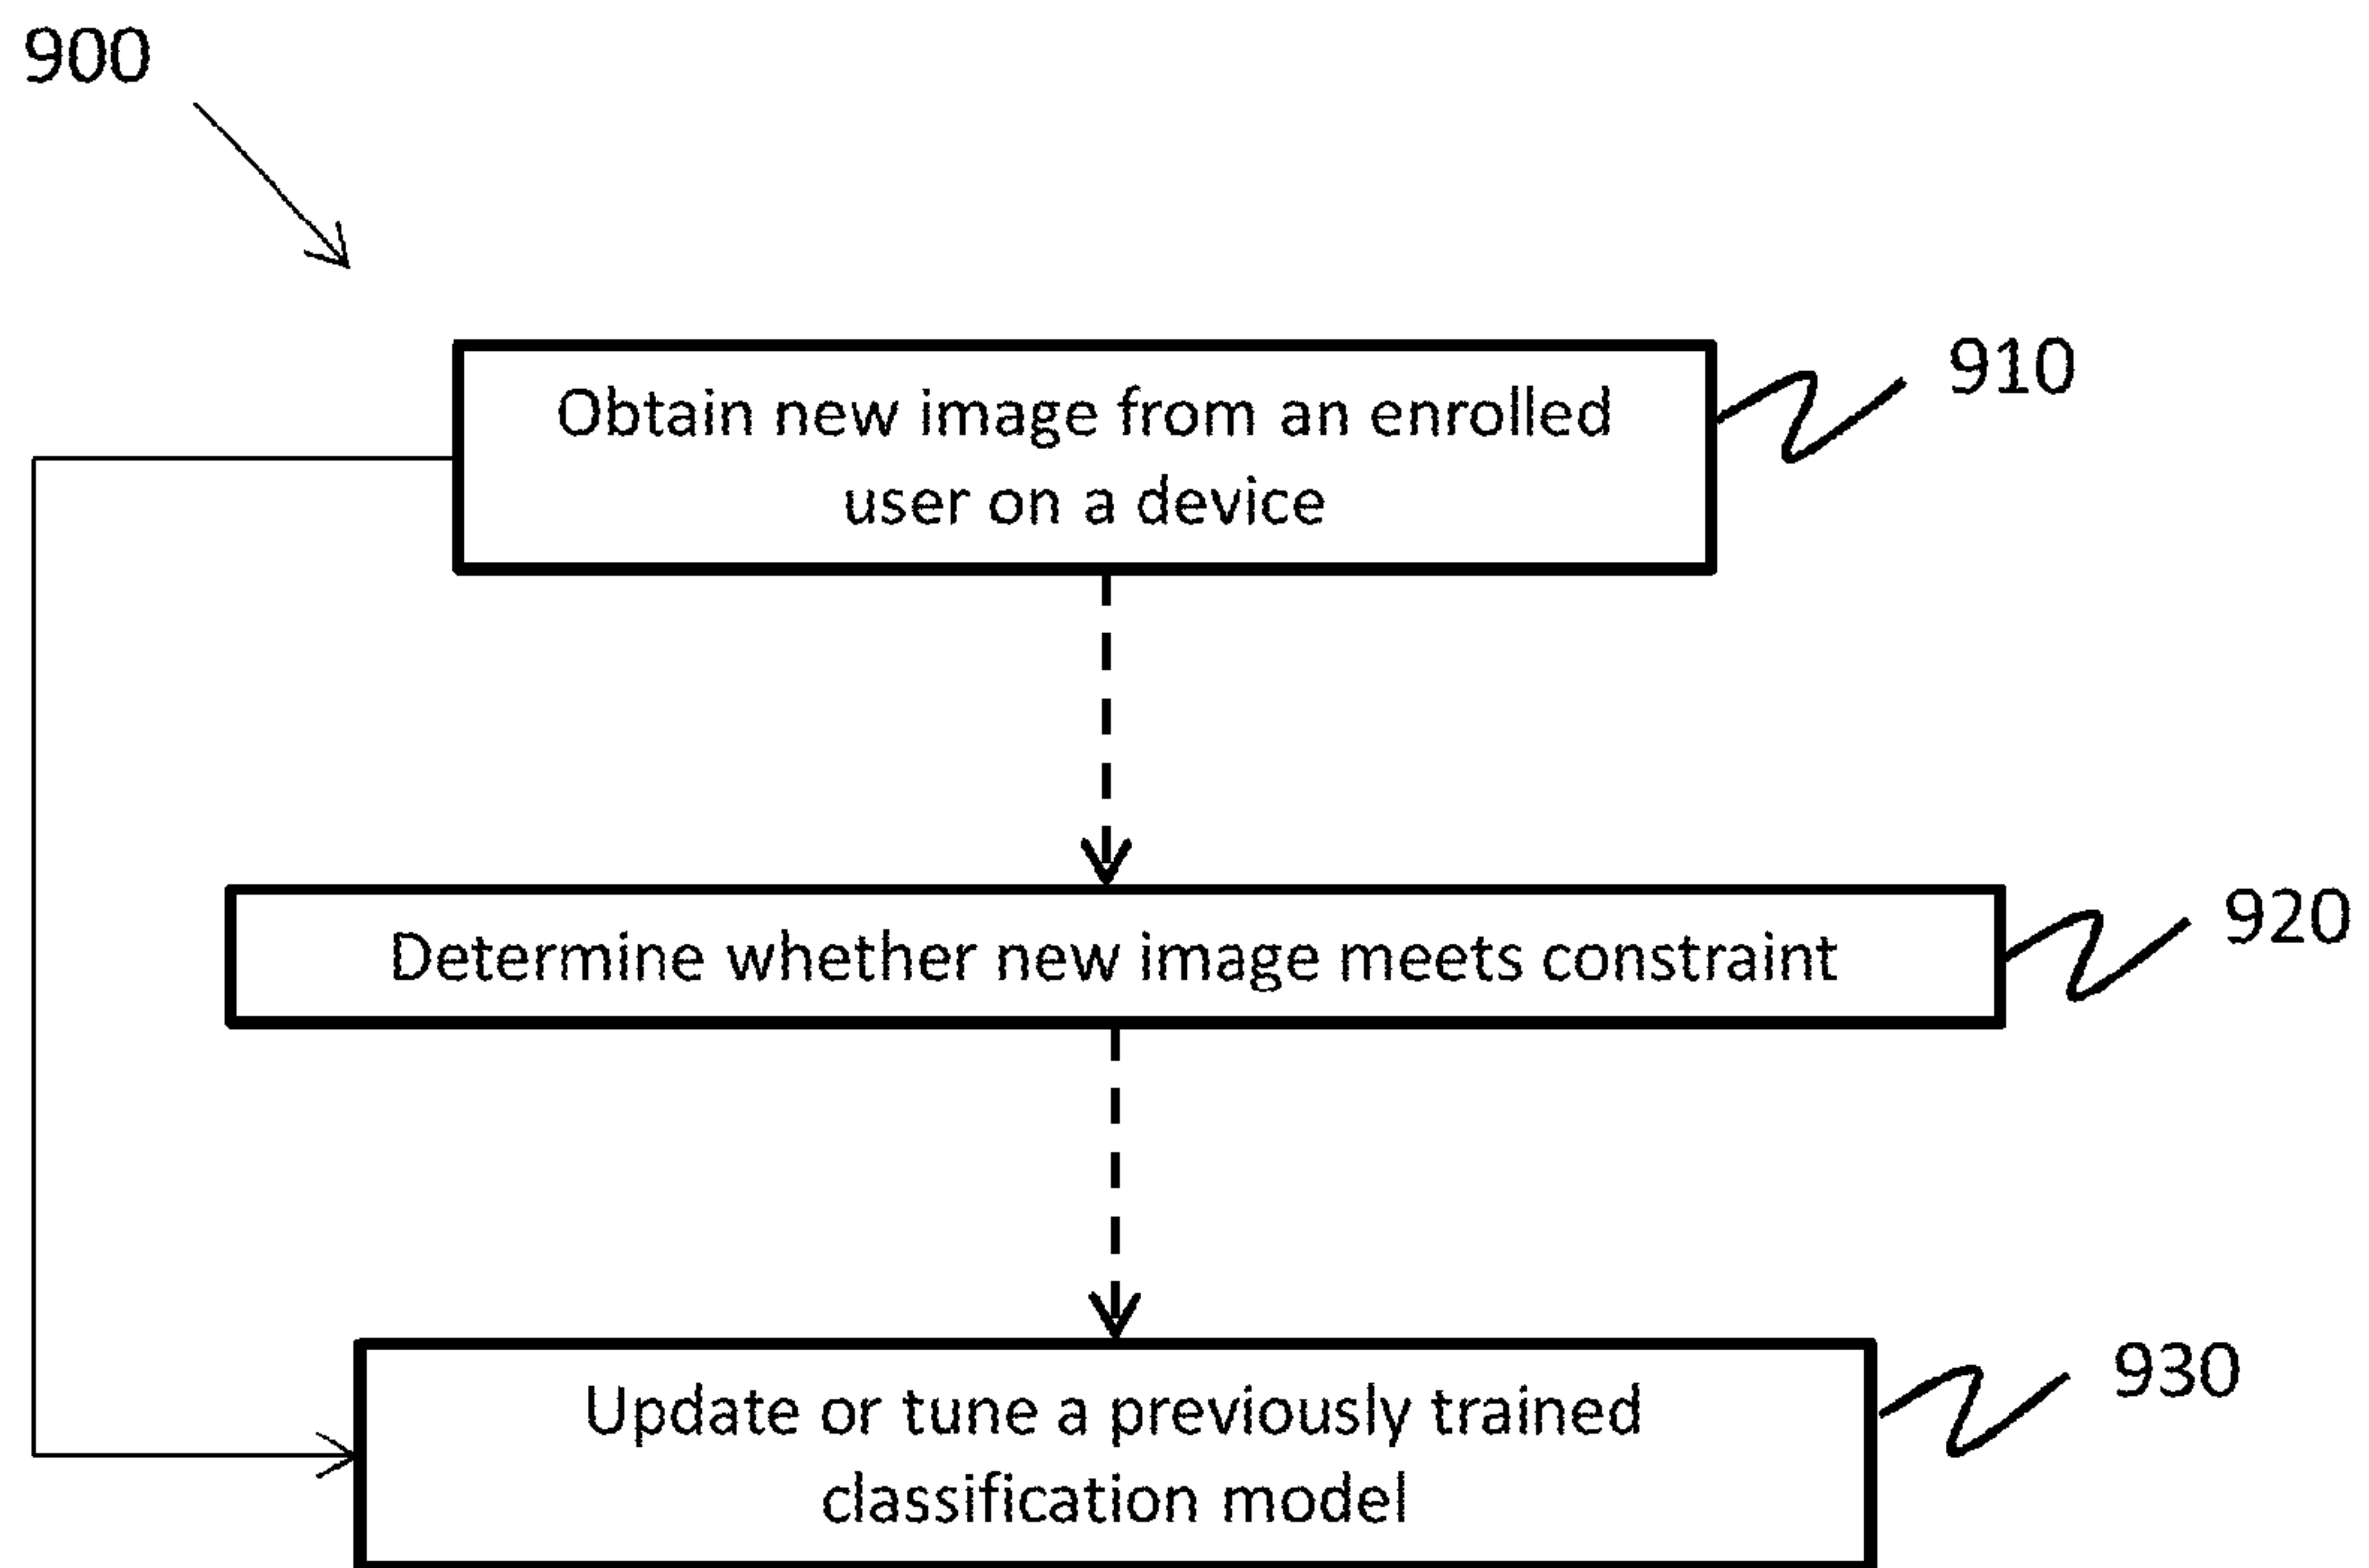 900
Obtain new image from an enrolled
user on a device
910
Determine whether new image meets constraint
920
Update or tune a previously trained
classification model
930